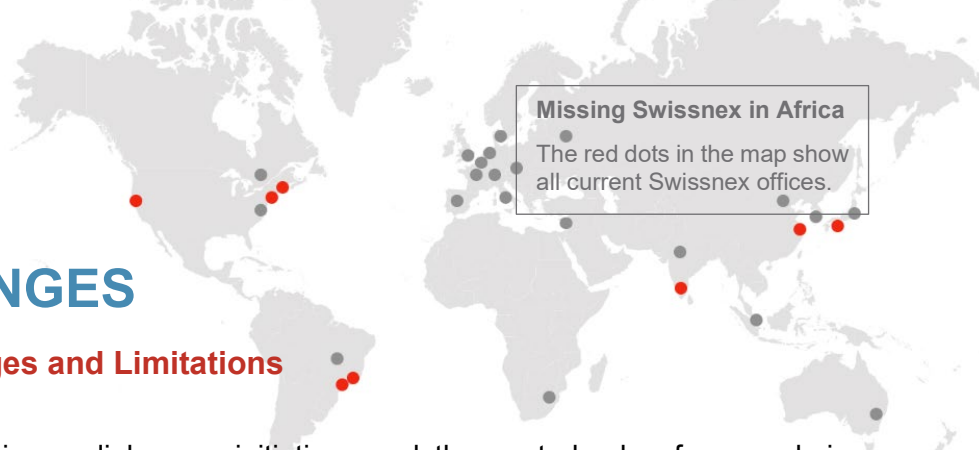 Missing Swissnex in Africa
The red dots in the map show
all current Swissnex offices.
NGES
ges and Limitations